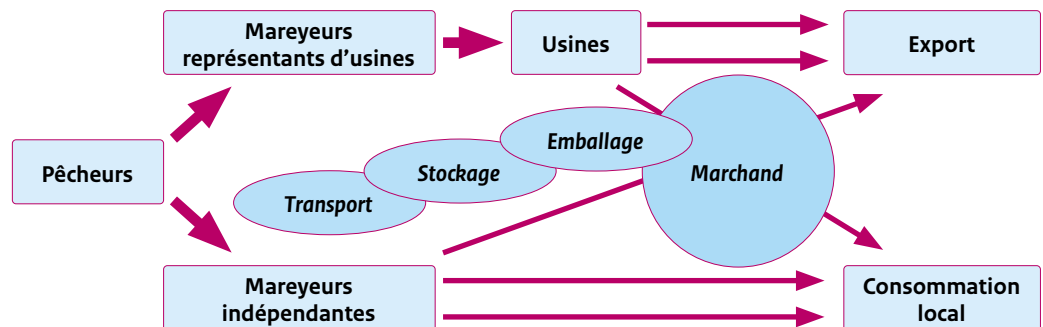 Mareyeurs
représentants d'usines
Usines
Export
Emballage
Pêcheurs
Stockage
Marchand
Transport
Mareyeurs
indépendantes
Consommation
local